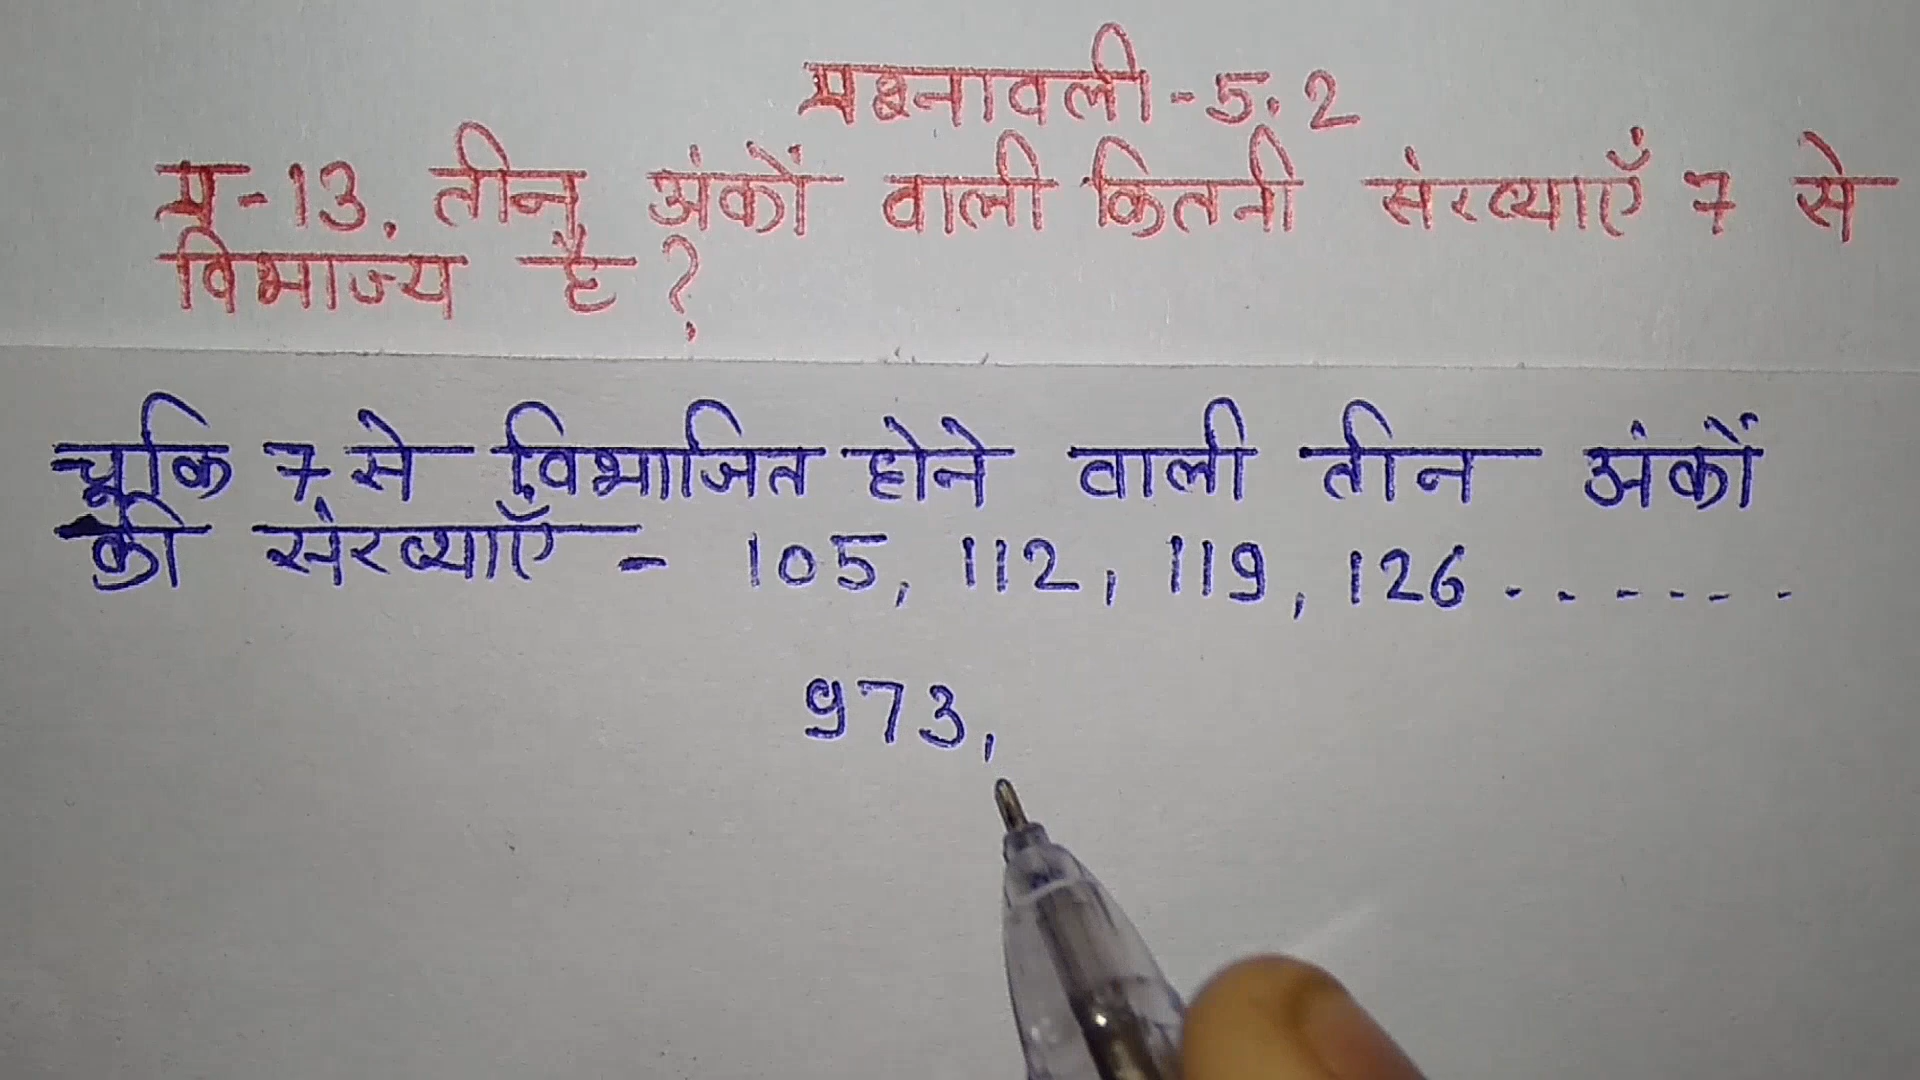 प्रश्नावली-5.2
प्र-13. तीन अंकों वाली कितनी संख्याएँ 7 से
विभाज्य है?
चूकि 7 से विभाजित होने वाली तीन अंकों
की संख्याएँ - 105, 112, 119, 126.......
973,